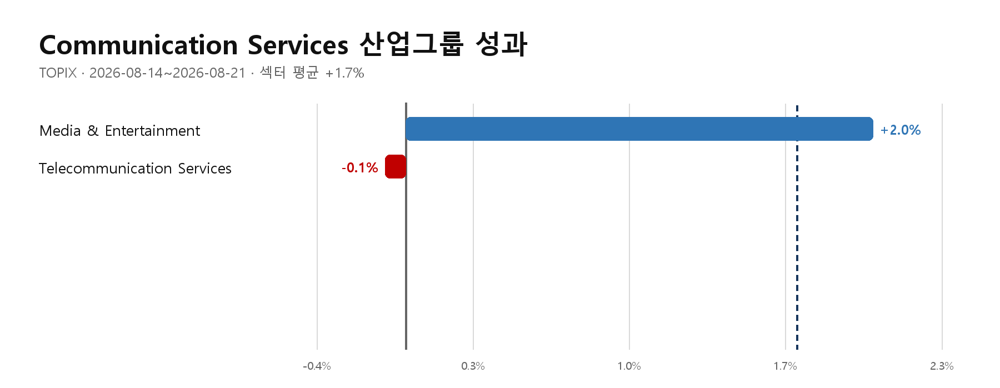 Communication Services 산업그룹 성과
TOPIX · 2026-08-14~2026-08-21 · 섹터 평균 +1.7%
Media & Entertainment
+2.0%
Telecommunication Services
-0.1%
-0.4%
0.3%
1.0%
1.7%
2.3%